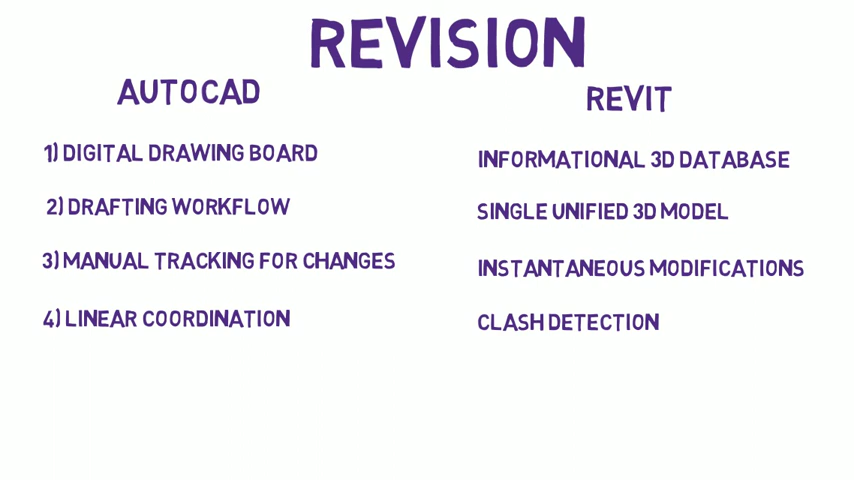 REVISION
AUTOCAD
REVIT
1) DIGITAL DRAWING BOARD
INFORMATIONAL 3D DATABASE
2) DRAFTING WORKFLOW
SINGLE UNIFIED 3D MODEL
3) MANUAL TRACKING FOR CHANGES
INSTANTANEOUS MODIFICATIONS
4) LINEAR COORDINATION
CLASH DETECTION